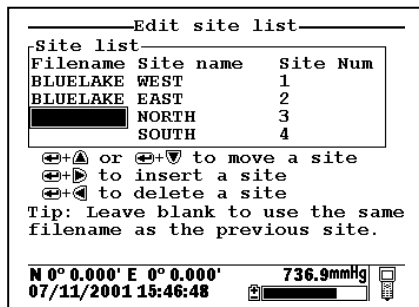 Edit site list
Site list
Filename Site name Site Num
BLUELAKE WEST 1
BLUELAKE EAST 2
NORTH 3
SOUTH 4
+ or + to move a site
+ to insert a site
+ to delete a site
Tip: Leave blank to use the same
filename as the previous site.
N 0° 0.000' E 0° 0.000' 736.9mmHg
07/11/2001 15:46:48